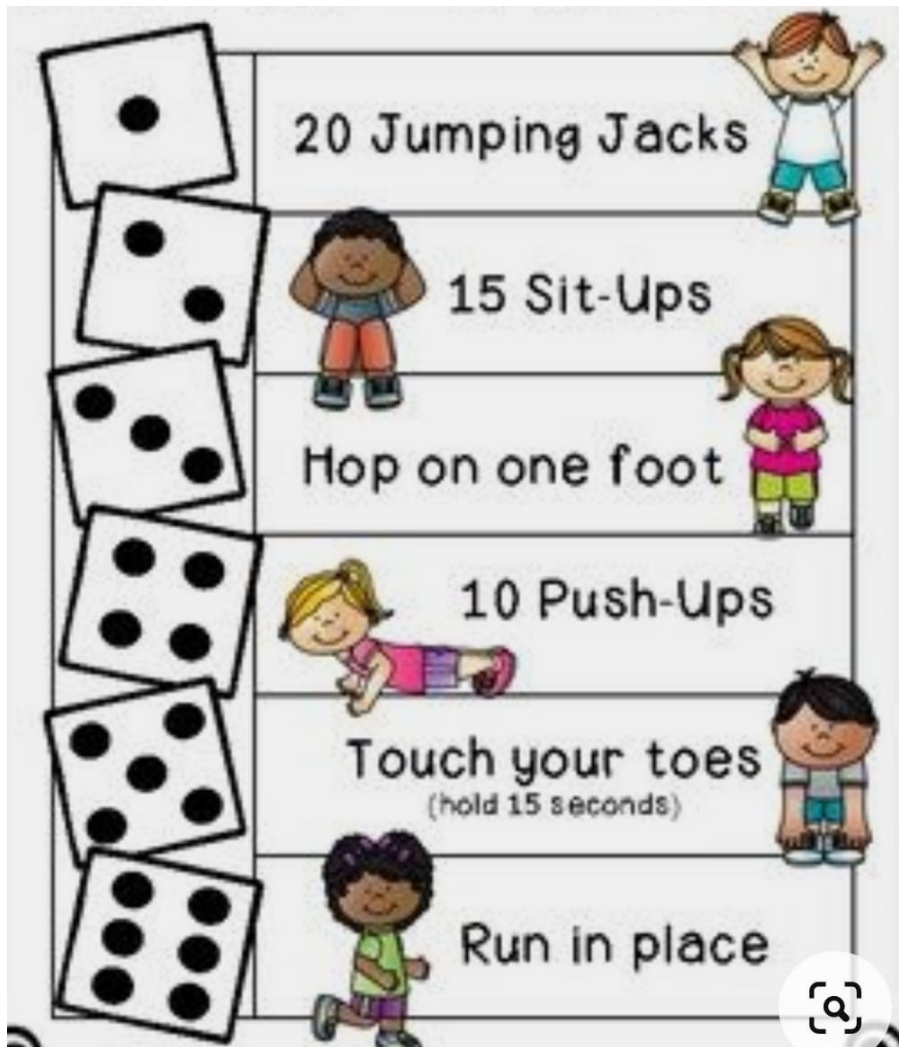 20 Jumping Jacks
15 Sit-Ups
Hop on one foot
10 Push-Ups
Touch your toes
(hold 15 seconds)
Run in place